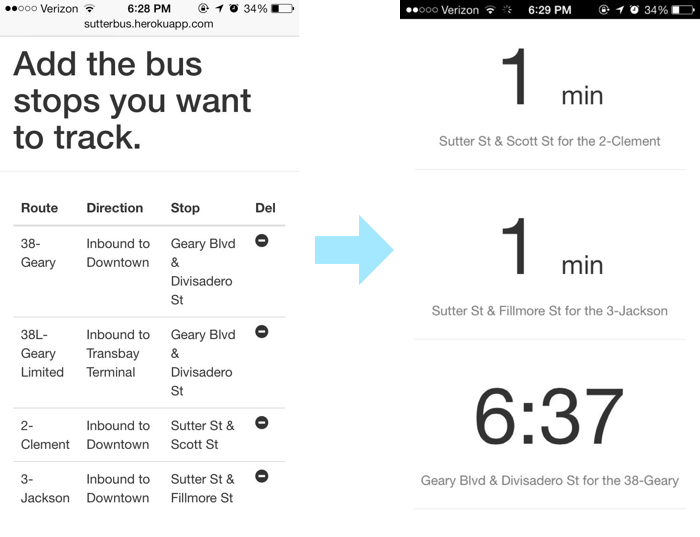 Verizon 6:28 PM 34%
sutterbus.herokuapp.com
Add the bus
stops you want
to track.
Route Direction Stop Del
38-
Geary
Inbound to
Downtown
Geary Blvd
&
Divisadero
St
38L-
Geary
Limited
Inbound to
Transbay
Terminal
Geary Blvd
&
Divisadero
St
2-
Clement
Inbound to
Downtown
Sutter St &
Scott St
3-
Jackson
Inbound to
Downtown
Sutter St &
Fillmore St
Verizon 6:29 PM 34%
1 min
Sutter St & Scott St for the 2-Clement
1 min
Sutter St & Fillmore St for the 3-Jackson
6:37
Geary Blvd & Divisadero St for the 38-Geary